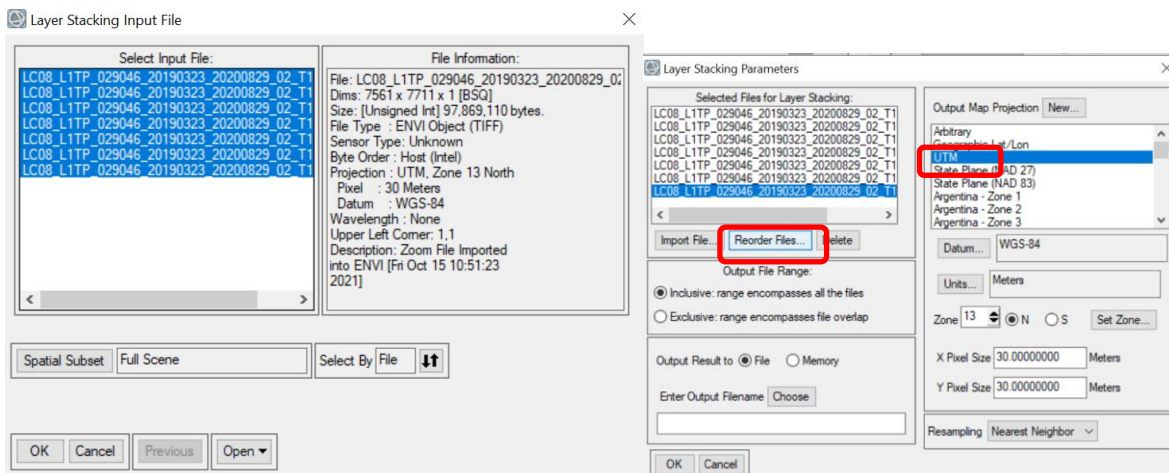 Layer Stacking Input File
Select Input File:
LC08_L1TP_029046_20190323_20200829_02_T1
LC08_L1TP_029046_20190323_20200829_02_T1
LC08_L1TP_029046_20190323_20200829_02_T1
LC08_L1TP_029046_20190323_20200829_02_T1
LC08_L1TP_029046_20190323_20200829_02_T1
LC08_L1TP_029046_20190323_20200829_02_T1
LC08_L1TP_029046_20190323_20200829_02_T1
LC08_L1TP_029046_20190323_20200829_02_T1
File Information:
File: LC08_L1TP_029046_20190323_20200829_02
Dims: 7561 x 7711 x 1 [BSQ]
Size: [Unsigned Int] 97,869,110 bytes.
File Type : ENVI Object (TIFF)
Sensor Type: Unknown
Byte Order : Host (Intel)
Projection : UTM, Zone 13 North
Pixel : 30 Meters
Datum : WGS-84
Wavelength : None
Upper Left Corner: 1,1
Description: Zoom File Imported
into ENVI [Fri Oct 15 10:51:23
2021]
Spatial Subset Full Scene
Select By File
OK Cancel Previous Open
Layer Stacking Parameters
Selected Files for Layer Stacking:
LC08_L1TP_029046_20190323_20200829_02_T1
LC08_L1TP_029046_20190323_20200829_02_T1
LC08_L1TP_029046_20190323_20200829_02_T1
LC08_L1TP_029046_20190323_20200829_02_T1
LC08_L1TP_029046_20190323_20200829_02_T1
LC08_L1TP_029046_20190323_20200829_02_T1
LC08_L1TP_029046_20190323_20200829_02_T1
Import File... Reorder Files... Delete
Output File Range:
Inclusive: range encompasses all the files
Exclusive: range encompasses file overlap
Output Result to File Memory
Enter Output Filename Choose
OK Cancel
Output Map Projection New...
Arbitrary
Geographic Lat/Lon
UTM
State Plane (NAD 27)
State Plane (NAD 83)
Argentina - Zone 1
Argentina - Zone 2
Argentina - Zone 3
Datum... WGS-84
Units... Meters
Zone 13 N S Set Zone...
X Pixel Size 30.00000000 Meters
Y Pixel Size 30.00000000 Meters
Resampling Nearest Neighbor